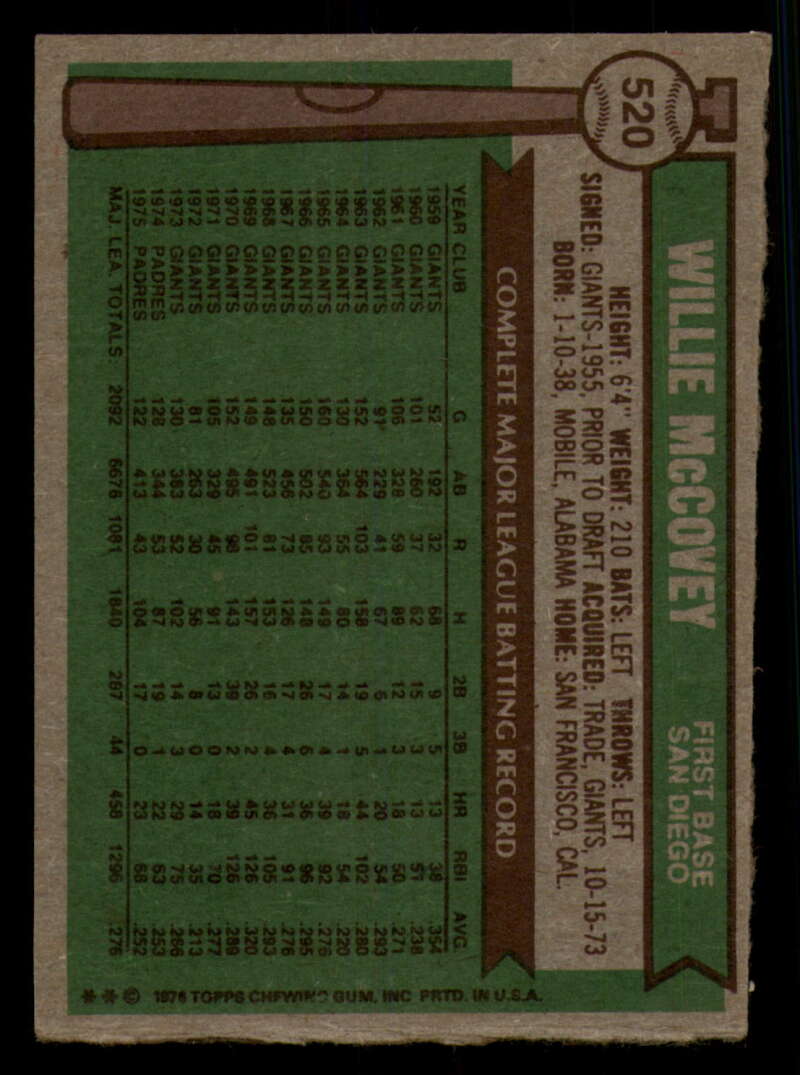 520
WILLIE McCOVEY
FIRST BASE
SAN DIEGO
HEIGHT: 6'4" WEIGHT: 210 BATS: LEFT THROWS: LEFT
SIGNED: GIANTS-1955, PRIOR TO DRAFT ACQUIRED: TRADE, GIANTS, 10-15-73
BORN: 1-10-38, MOBILE, ALABAMA HOME: SAN FRANCISCO, CAL.
COMPLETE MAJOR LEAGUE BATTING RECORD
YEAR CLUB G AB R H 2B 3B HR RBI AVG.
1959 GIANTS 52 192 32 68 9 5 13 38 .354
1960 GIANTS 101 260 37 62 15 3 13 51 .238
1961 GIANTS 106 328 59 89 12 3 18 50 .271
1962 GIANTS 91 229 41 67 6 1 20 54 .293
1963 GIANTS 152 564 103 158 19 5 44 102 .280
1964 GIANTS 130 364 55 80 14 1 18 54 .220
1965 GIANTS 160 540 93 149 17 4 39 92 .276
1966 GIANTS 150 502 85 148 26 6 36 96 .295
1967 GIANTS 135 456 73 126 17 4 31 91 .276
1968 GIANTS 148 523 81 153 16 4 36 105 .293
1969 GIANTS 149 491 101 157 26 2 45 126 .320
1970 GIANTS 152 495 98 143 39 2 39 126 .289
1971 GIANTS 105 329 45 91 13 0 18 70 .277
1972 GIANTS 81 263 30 56 8 0 14 35 .213
1973 GIANTS 130 383 52 102 14 3 29 75 .266
1974 PADRES 128 344 53 87 19 1 22 63 .253
1975 PADRES 122 413 43 104 17 0 23 68 .252
MAJ. LEA. TOTALS: 2092 6676 1081 1840 287 44 458 1296 .276
**© 1976 TOPPS CHEWING GUM, INC PRTD. IN U.S.A.